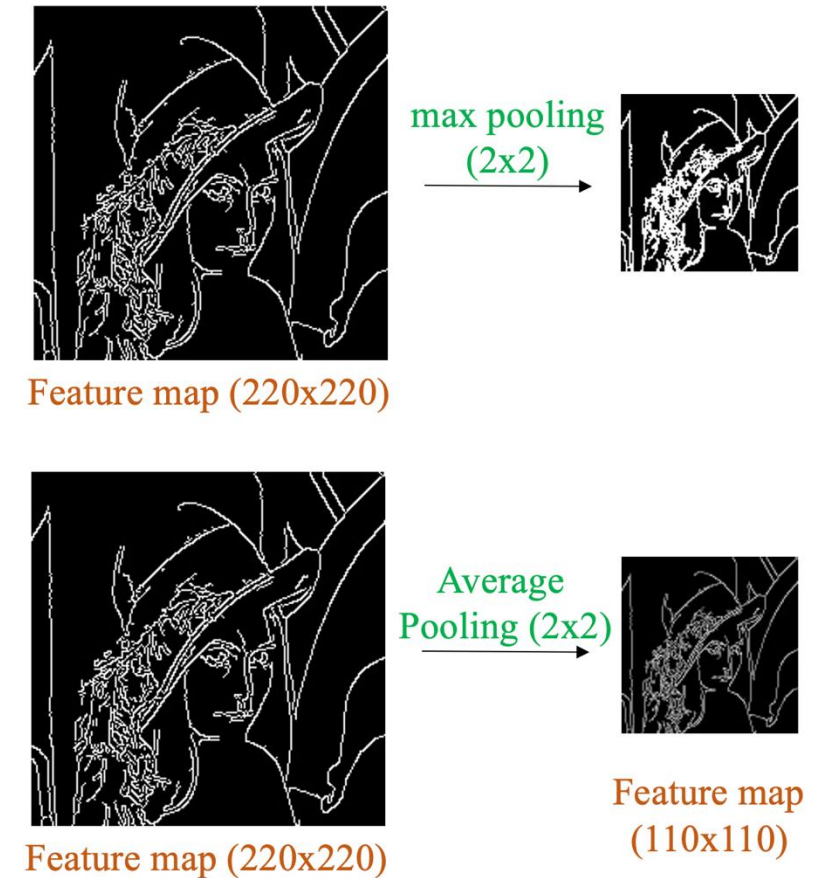 max pooling
(2x2)
Feature map (220x220)
Average
Pooling (2x2)
Feature map
(110x110)
Feature map (220x220)